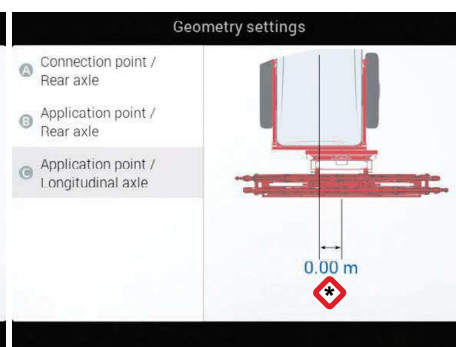 Geometry settings
A Connection point /
Rear axle
B Application point /
Rear axle
C Application point /
Longitudinal axle
0.00 m
*